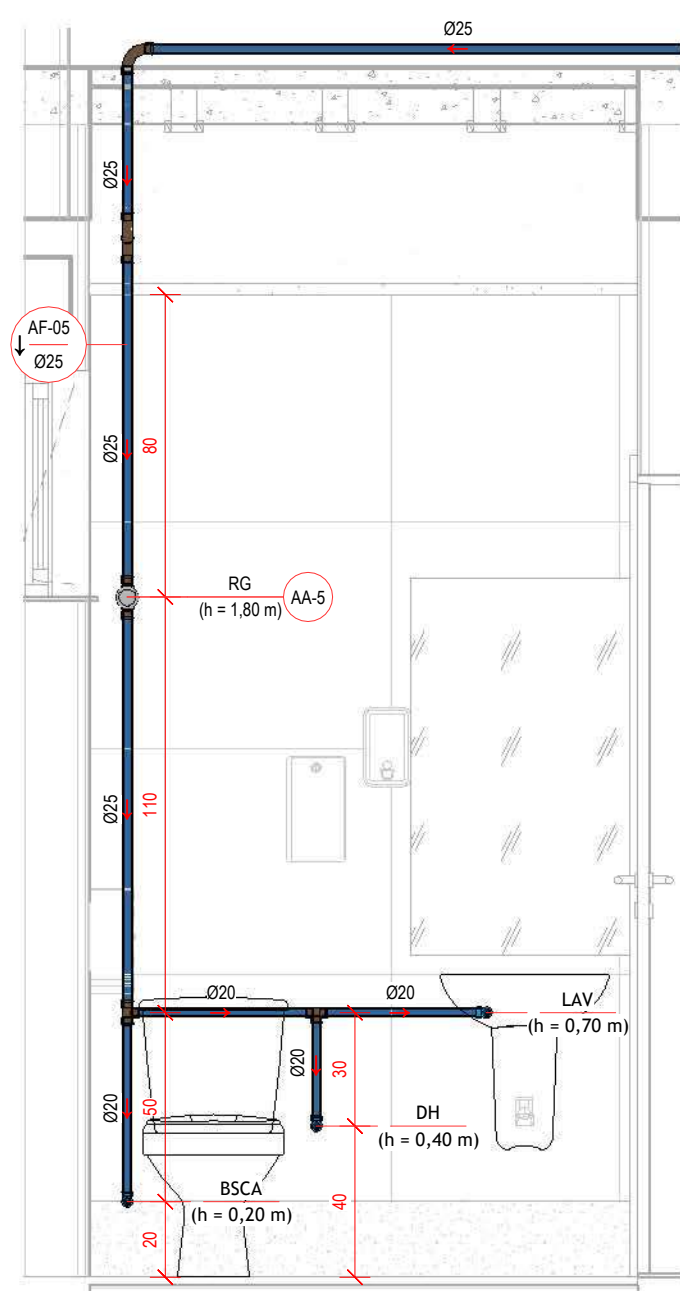 Ø25
Ø25
AF-05
Ø25
Ø25
80
RG
(h = 1,80 m)
AA-5
Ø25
110
Ø20
Ø20
LAV
(h = 0,70 m)
Ø20
30
Ø20
50
DH
(h = 0,40 m)
BSCA
(h = 0,20 m)
40
20